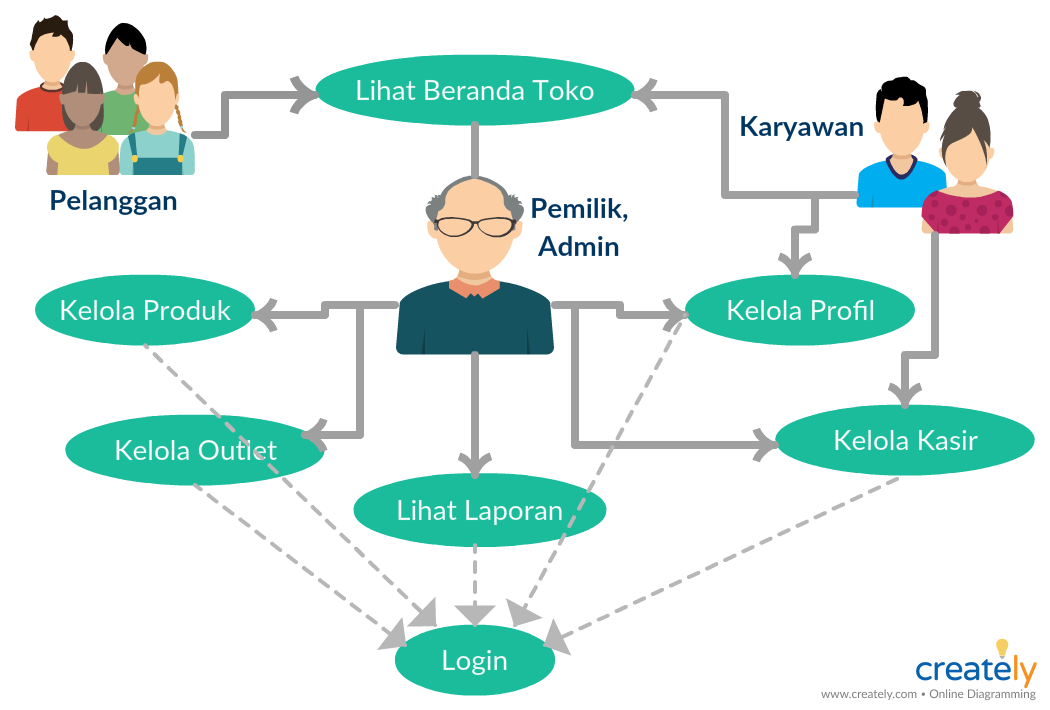 Lihat Beranda Toko
Karyawan
Pelanggan
Pemilik,
Admin
Kelola Produk
Kelola Profil
Kelola Outlet
Kelola Kasir
Lihat Laporan
Login
creately
www.creately.com • Online Diagramming